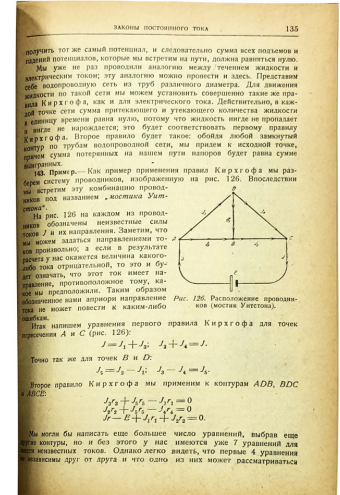 ЗАКОНЫ ПОСТОЯННОГО ТОКА 135
получить тот же самый потенциал, и следовательно сумма всех подъемов и
падений потенциалов, которые мы встретим на пути, должна равняться нулю.
Мы уже не раз проводили аналогию между течением жидкости и
электрическим током; эту аналогию можно провести и здесь. Представим
себе водопроводную сеть из труб различного диаметра. Для движения
жидкости по такой сети мы можем установить совершенно такие же пра-
вила Кирхгофа, как и для электрического тока. Действительно, в каж-
дой точке сети сумма притекающего и утекающего количества жидкости
в единицу времени равна нулю, потому что жидкость нигде не пропадает
и нигде не нарождается; это будет соответствовать первому правилу
Кирхгофа. Второе правило будет такое: обойдя любой замкнутый
контур по трубам водопроводной сети, мы придем к исходной точке,
причем сумма потерянных на нашем пути напоров будет равна сумме
выигранных.
143. Пример. — Как пример применения правил Кирхгофа мы раз-
берем систему проводников, изображенную на рис. 126. Впоследствии
мы встретим эту комбинацию провод-
ников под названием „мостика Уит-
стона“.
На рис. 126 на каждом из провод-
ников обозначены неизвестные силы
токов J и их направления. Заметим, что
мы можем задаться направлениями то-
ков произвольно; а если в результате
расчета у нас окажется величина какого-
либо тока отрицательной, то это и бу-
дет означать, что этот ток имеет на-
правление, противоположное тому, ка-
кое мы предположили. Таким образом
обозначенное нами априори направление
тока не может повести к каким-либо
ошибкам.
Рис. 126. Расположение проводни-
ков (мостик Уитстона).
Итак напишем уравнения первого правила Кирхгофа для точек
пересечения A и C (рис. 126):
J = J₁ + J₂; J₃ + J₄ = J.
Точно так же для точек B и D:
Второе правило Кирхгофа мы применим к контурам ADB, BDC
и ABCE:
Jr − E + J₁r₁ + J₃r₃ = 0.
Мы могли бы написать еще большее
другие контуры, но и без этого у нас
шести неизвестных токов. Однако легко
не независимы друг от друга и что одно
число уравнений, выбрав еще
имеются уже 7 уравнений для
видеть, что первые 4 уравнения
из них может рассматриваться